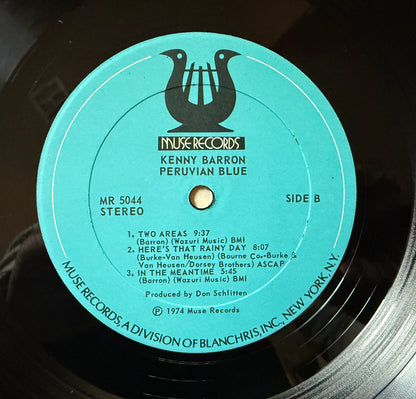 MUSE RECORDS
KENNY BARRON
PERUVIAN BLUE
MR 5044
STEREO
SIDE B
1. TWO AREAS 9:37
(Barron) (Wazuri Music) BMI
2. HERE'S THAT RAINY DAY 8:07
(Burke-Van Heusen) (Bourne Co.-Burke &
Van Heusen/Dorsey Brothers) ASCAP
3. IN THE MEANTIME 5:45
(Barron) (Wazuri Music) BMI
Produced by Don Schlitten
Ⓟ 1974 Muse Records
MUSE RECORDS, A DIVISION OF BLANCHRIS, INC., NEW YORK, N.Y.